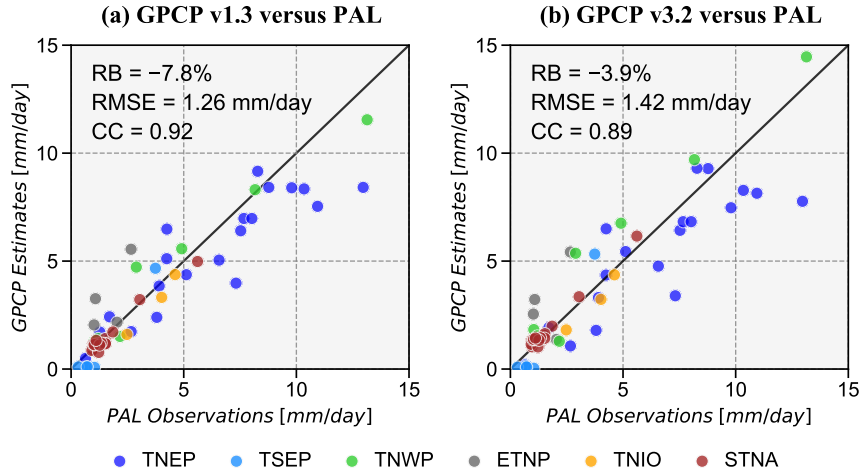 (a) GPCP v1.3 versus PAL
(b) GPCP v3.2 versus PAL
GPCP Estimates [mm/day]
15
10
5
0
RB = −7.8%
RMSE = 1.26 mm/day
CC = 0.92
0 5 10 15
PAL Observations [mm/day]
GPCP Estimates [mm/day]
15
10
5
0
RB = −3.9%
RMSE = 1.42 mm/day
CC = 0.89
0 5 10 15
PAL Observations [mm/day]
TNEP TSEP TNWP ETNP TNIO STNA